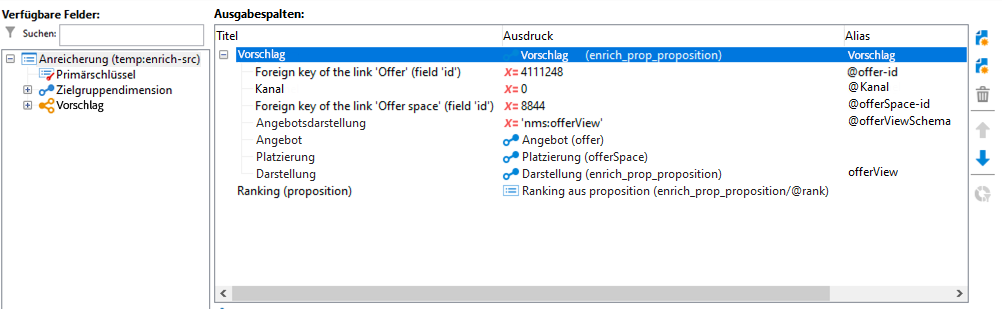 Verfügbare Felder:
Suchen:
Anreicherung (temp:enrich-src)
Primärschlüssel
Zielgruppendimension
Vorschlag
Ausgabespalten:
Titel Ausdruck Alias
Vorschlag Vorschlag (enrich_prop_proposition) Vorschlag
Foreign key of the link 'Offer' (field 'id') X= 4111248 @offer-id
Kanal X= 0 @Kanal
Foreign key of the link 'Offer space' (field 'id') X= 8844 @offerSpace-id
Angebotsdarstellung X= 'nms:offerView' @offerViewSchema
Angebot Angebot (offer)
Platzierung Platzierung (offerSpace)
Darstellung Darstellung (enrich_prop_proposition) offerView
Ranking (proposition) Ranking aus proposition (enrich_prop_proposition/@rank)